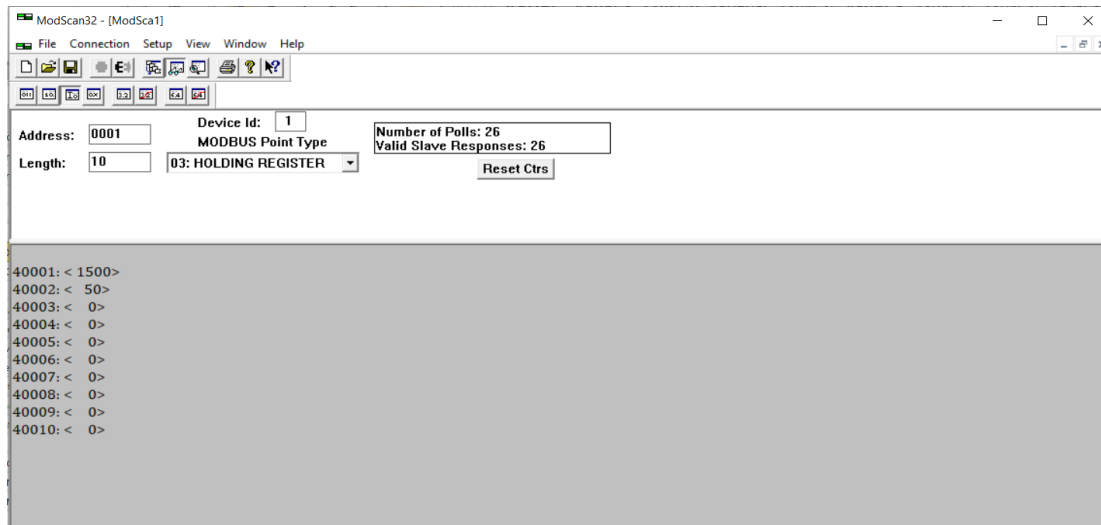 ModScan32 - [ModSca1]
File Connection Setup View Window Help
Address: 0001
Device Id: 1
MODBUS Point Type
Length: 10
03: HOLDING REGISTER
Number of Polls: 26
Valid Slave Responses: 26
Reset Ctrs
40001: < 1500>
40002: < 50>
40003: < 0>
40004: < 0>
40005: < 0>
40006: < 0>
40007: < 0>
40008: < 0>
40009: < 0>
40010: < 0>